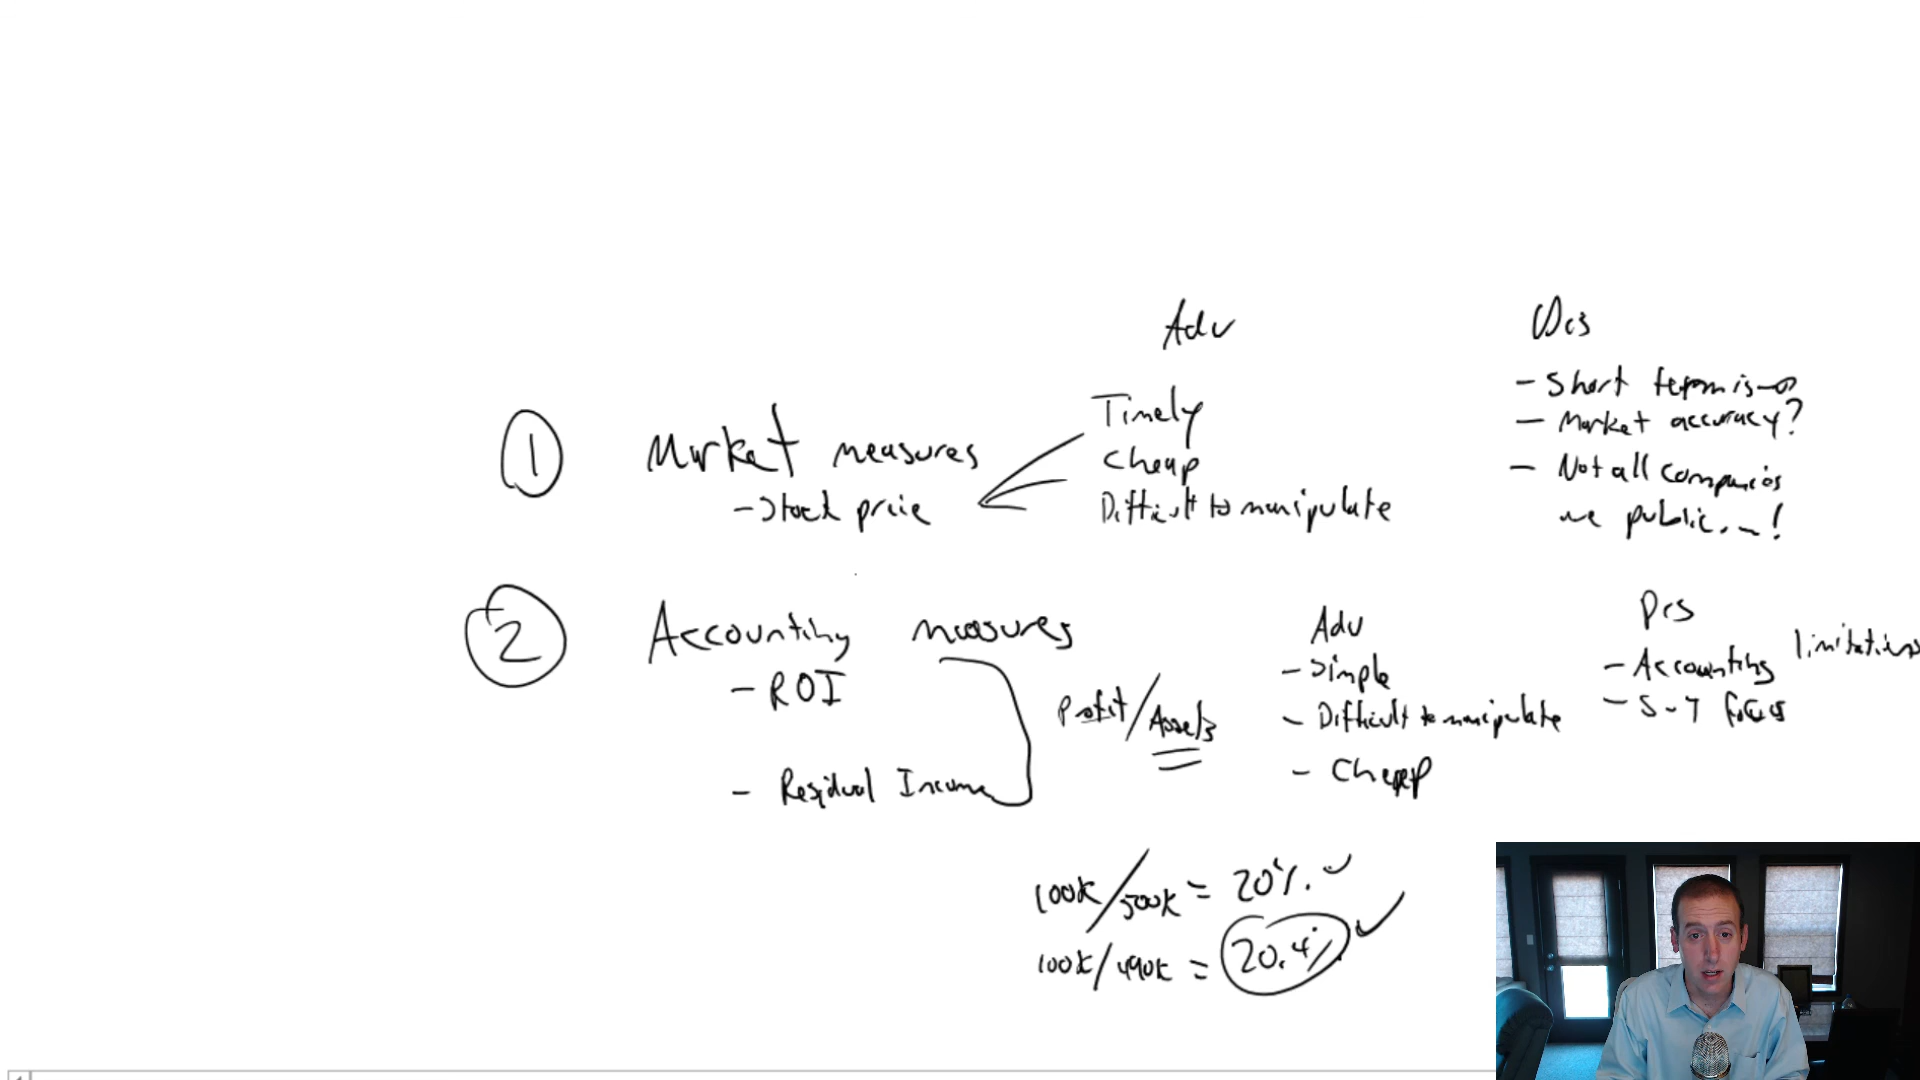 Adv
Dis
① Market measures
- Stock price
Timely
Cheap
Difficult to manipulate
- Short termism
- Market accuracy?
- Not all companies
are public..!
② Accounting measures
- ROI
- Residual Income
Profit/Assets
Adv
- Simple
- Difficult to manipulate
- Cheap
Dis
- Accounting limitations
- S-T focus
100K/500K = 20%
100K/490K = 20.4%